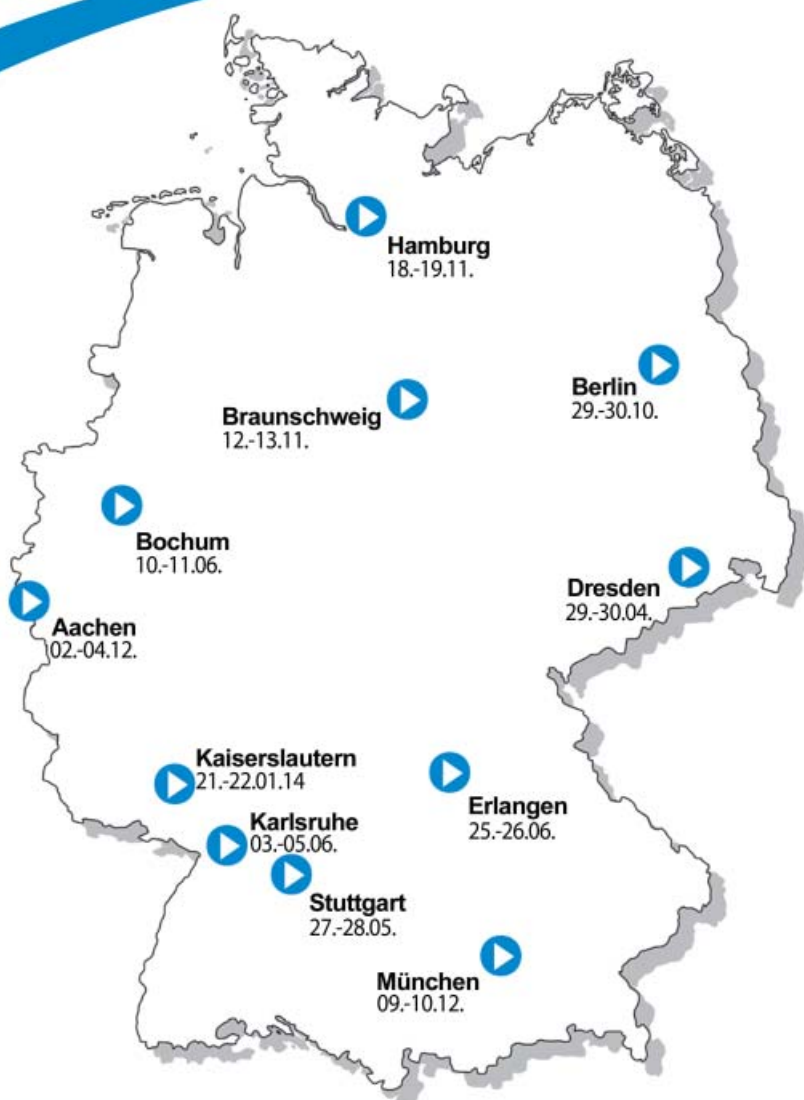 Hamburg
18.-19.11.
Berlin
29.-30.10.
Braunschweig
12.-13.11.
Bochum
10.-11.06.
Dresden
29.-30.04.
Aachen
02.-04.12.
Kaiserslautern
21.-22.01.14
Erlangen
25.-26.06.
Karlsruhe
03.-05.06.
Stuttgart
27.-28.05.
München
09.-10.12.